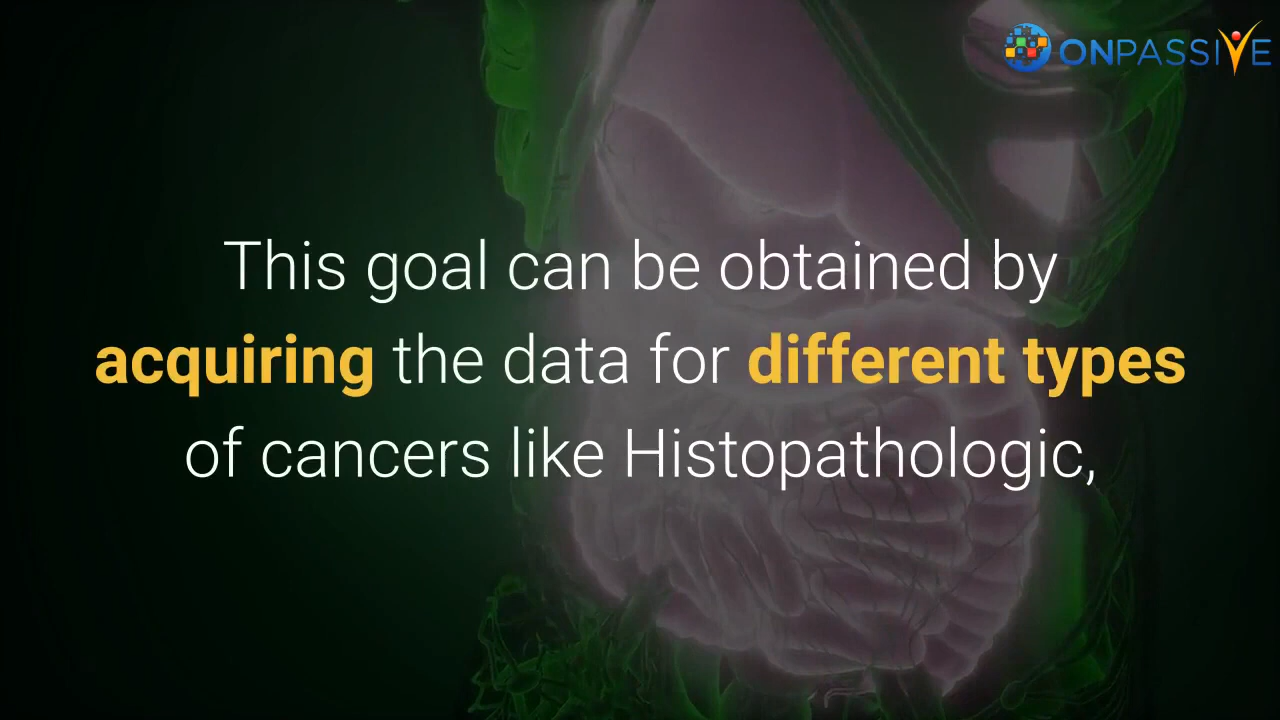 ONPASSIVE
This goal can be obtained by
acquiring the data for different types
of cancers like Histopathologic,